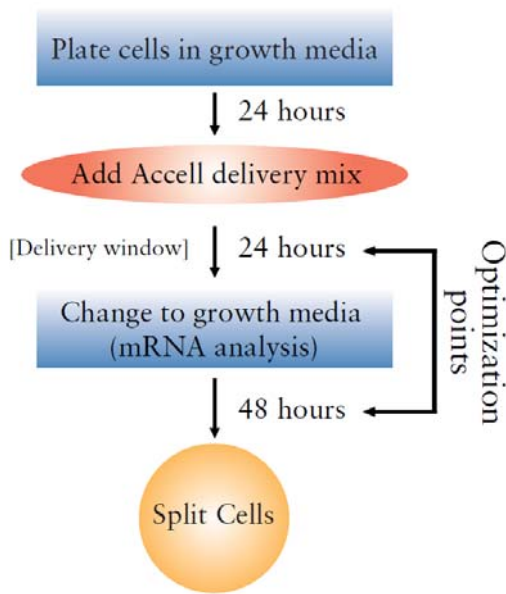 Plate cells in growth media
24 hours
Add Accell delivery mix
[Delivery window]
24 hours
Change to growth media
(mRNA analysis)
48 hours
Optimization
points
Split Cells